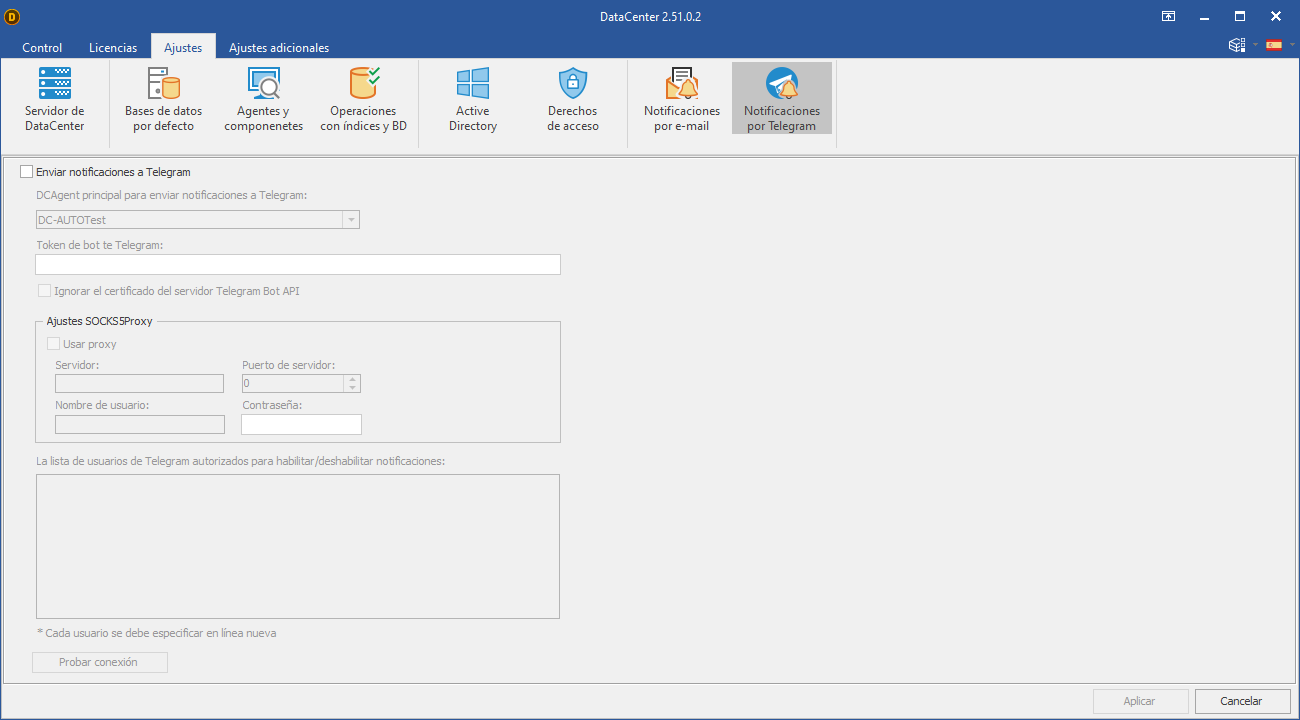 D
DataCenter 2.51.0.2
Control
Licencias
Ajustes
Ajustes adicionales
Servidor de
DataCenter
Bases de datos
por defecto
Agentes y
componenetes
Operaciones
con índices y BD
Active
Directory
Derechos
de acceso
Notificaciones
por e-mail
Notificaciones
por Telegram
Enviar notificaciones a Telegram
DCAgent principal para enviar notificaciones a Telegram:
DC-AUTOTest
Token de bot te Telegram:
Ignorar el certificado del servidor Telegram Bot API
Ajustes SOCKS5Proxy
Usar proxy
Servidor:
Puerto de servidor:
0
Nombre de usuario:
Contraseña:
La lista de usuarios de Telegram autorizados para habilitar/deshabilitar notificaciones:
* Cada usuario se debe especificar en línea nueva
Probar conexión
Aplicar
Cancelar